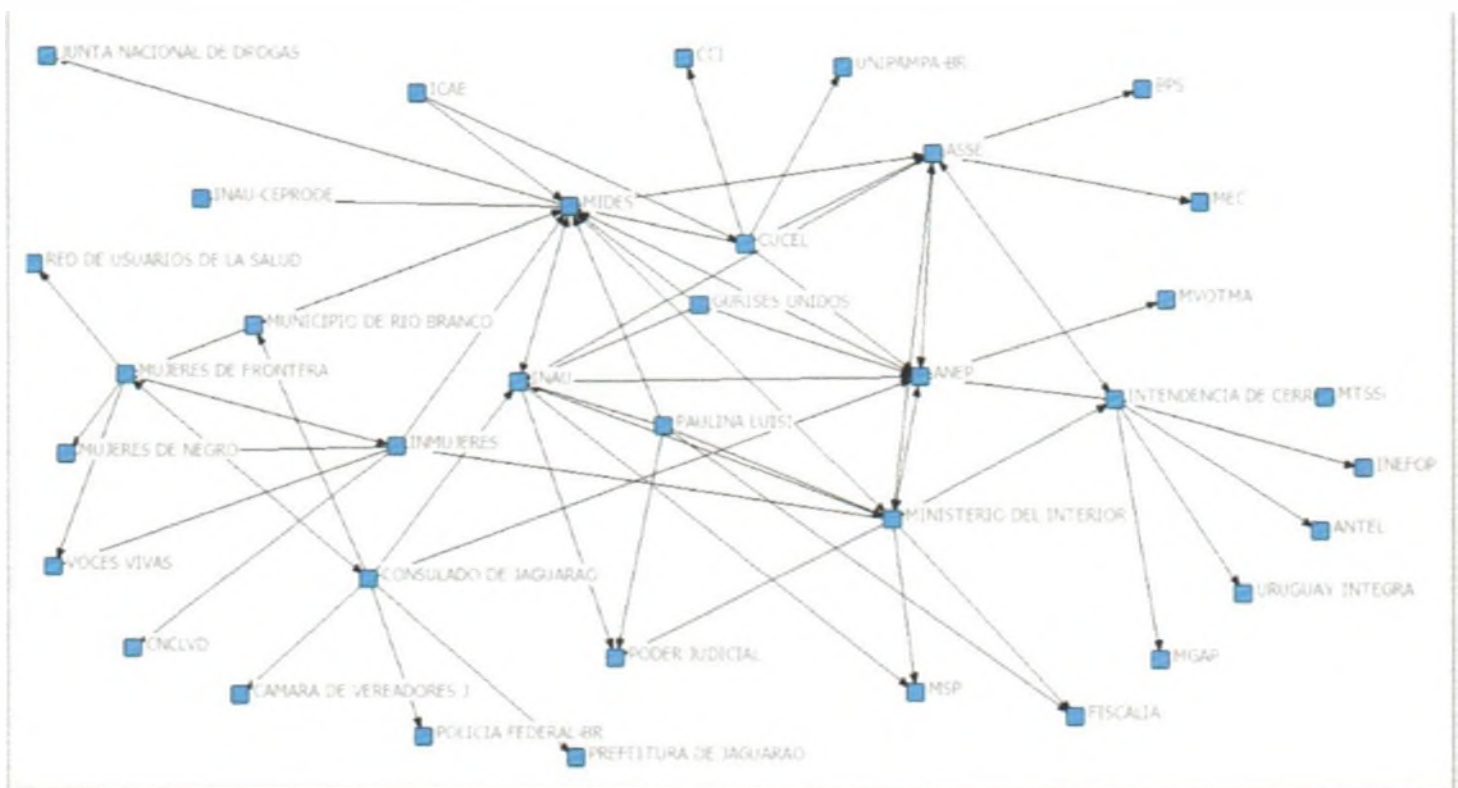 JUNTA NACIONAL DE DROGAS
CCI
UNIPAMPA-BR
ICAE
BPS
ASSE
INAU-CEPRODE
MIDES
MEC
CUCEL
RED DE USUARIOS DE LA SALUD
GURISES UNIDOS
MVOTMA
MUNICIPIO DE RIO BRANCO
MUJERES DE FRONTERA
INAU
ANEP
INTENDENCIA DE CERR
MTSS
PAULINA LUISI
MUJERES DE NEGRO
INMUJERES
INEFOP
MINISTERIO DEL INTERIOR
ANTEL
VOCES VIVAS
CONSULADO DE JAGUARAO
URUGUAY INTEGRA
CNCLVD
PODER JUDICIAL
MGAP
CAMARA DE VEREADORES J
MSP
FISCALIA
POLICIA FEDERAL-BR
PREFEITURA DE JAGUARAO